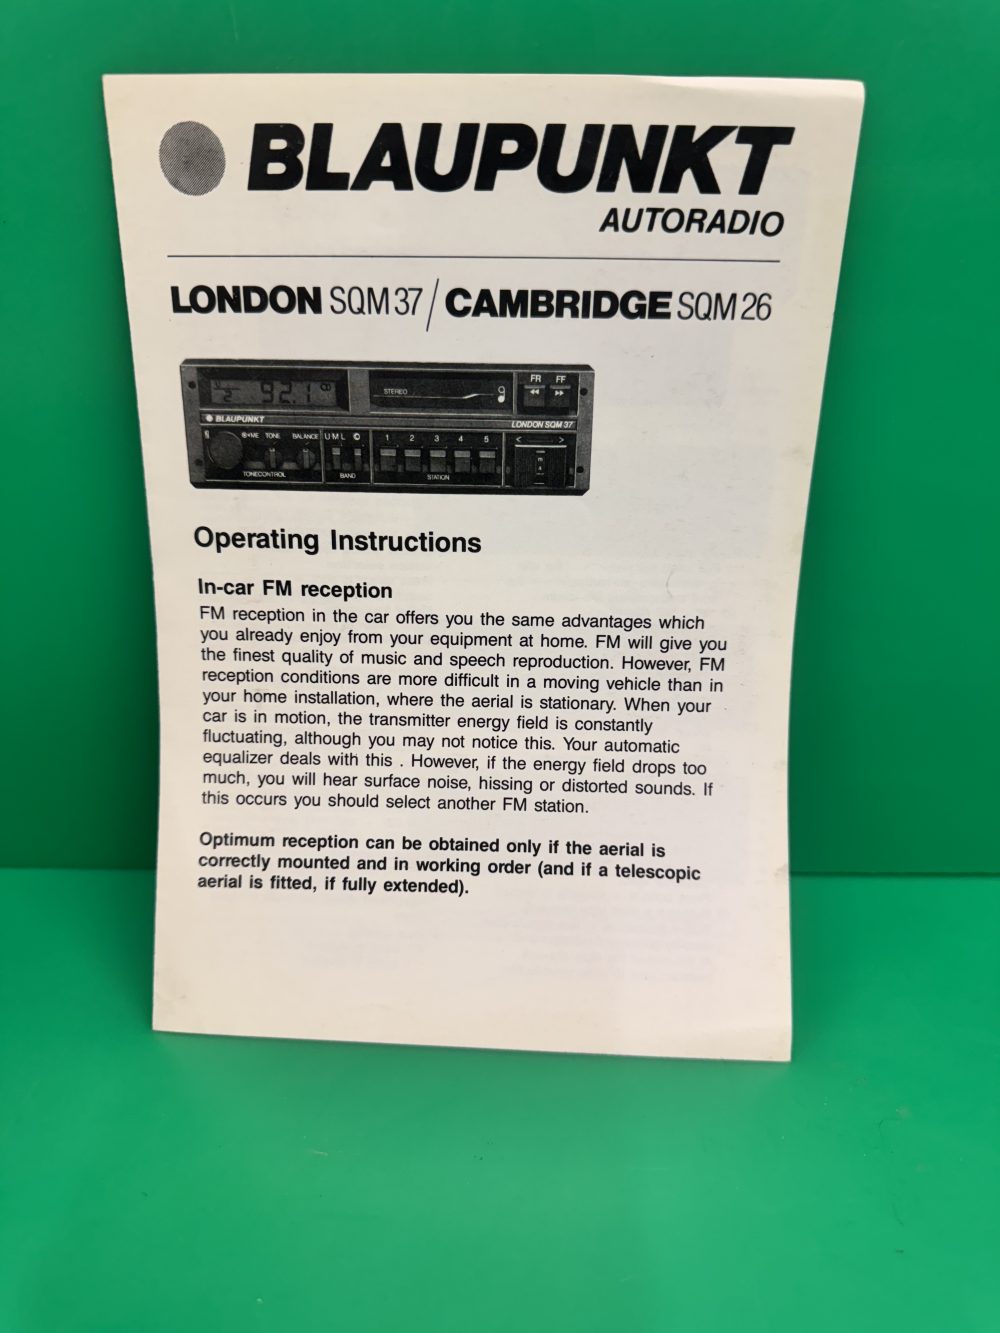 BLAUPUNKT
AUTORADIO
LONDON SQM 37 / CAMBRIDGE SQM 26
92.1
STEREO
FR FF
BLAUPUNKT
LONDON SQM 37
TONE BALANCE U M L
1 2 3 4 5
< >
TONECONTROL BAND STATION
Operating Instructions
In-car FM reception
FM reception in the car offers you the same advantages which
you already enjoy from your equipment at home. FM will give you
the finest quality of music and speech reproduction. However, FM
reception conditions are more difficult in a moving vehicle than in
your home installation, where the aerial is stationary. When your
car is in motion, the transmitter energy field is constantly
fluctuating, although you may not notice this. Your automatic
equalizer deals with this . However, if the energy field drops too
much, you will hear surface noise, hissing or distorted sounds. If
this occurs you should select another FM station.
Optimum reception can be obtained only if the aerial is
correctly mounted and in working order (and if a telescopic
aerial is fitted, if fully extended).